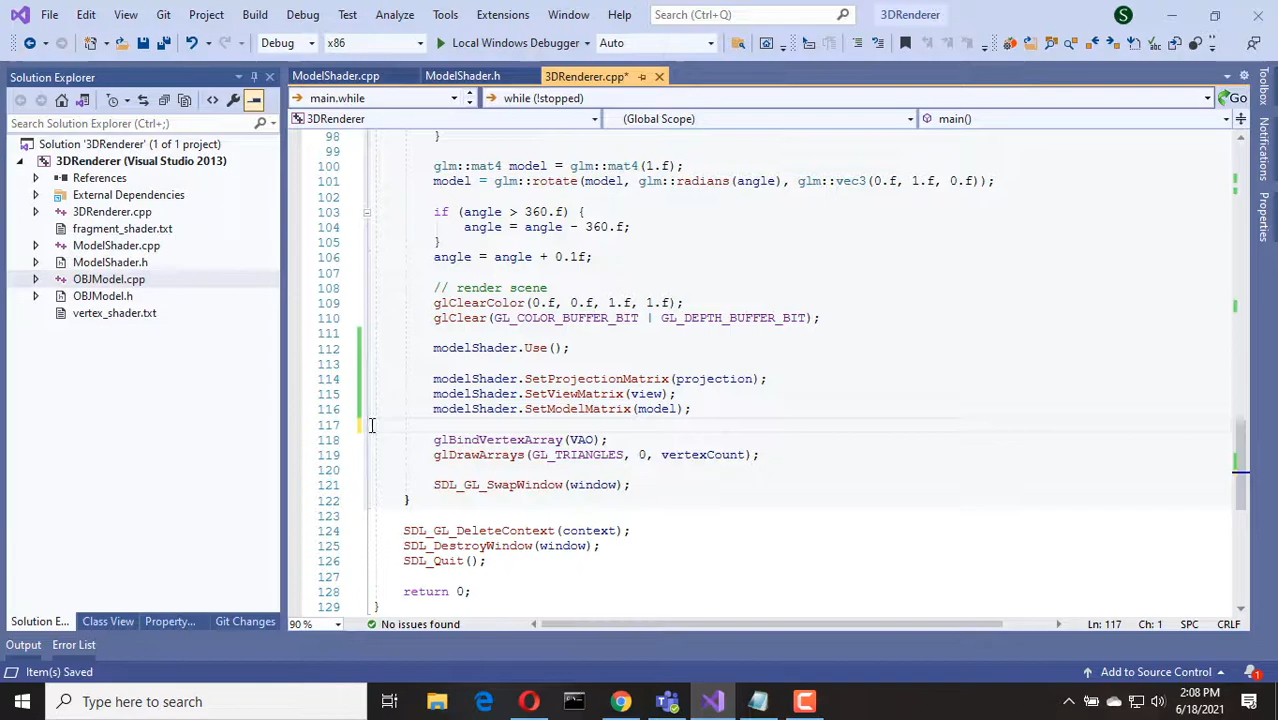 File Edit View Git Project Build Debug Test Analyze Tools Extensions Window Help Search (Ctrl+Q) 3DRenderer S
Debug x86 Local Windows Debugger Auto
Solution Explorer
Search Solution Explorer (Ctrl+;)
Solution '3DRenderer' (1 of 1 project)
3DRenderer (Visual Studio 2013)
References
External Dependencies
3DRenderer.cpp
fragment_shader.txt
ModelShader.cpp
ModelShader.h
OBJModel.cpp
OBJModel.h
vertex_shader.txt
Solution E... Class View Property... Git Changes
ModelShader.cpp ModelShader.h 3DRenderer.cpp*
main.while while (!stopped) Go
3DRenderer (Global Scope) main()
98 }
99
100 glm::mat4 model = glm::mat4(1.f);
101 model = glm::rotate(model, glm::radians(angle), glm::vec3(0.f, 1.f, 0.f));
102
103 if (angle > 360.f) {
104 angle = angle - 360.f;
105 }
106 angle = angle + 0.1f;
107
108 // render scene
109 glClearColor(0.f, 0.f, 1.f, 1.f);
110 glClear(GL_COLOR_BUFFER_BIT | GL_DEPTH_BUFFER_BIT);
111
112 modelShader.Use();
113
114 modelShader.SetProjectionMatrix(projection);
115 modelShader.SetViewMatrix(view);
116 modelShader.SetModelMatrix(model);
117
118 glBindVertexArray(VAO);
119 glDrawArrays(GL_TRIANGLES, 0, vertexCount);
120
121 SDL_GL_SwapWindow(window);
122 }
123
124 SDL_GL_DeleteContext(context);
125 SDL_DestroyWindow(window);
126 SDL_Quit();
127
128 return 0;
129 }
90 % No issues found Ln: 117 Ch: 1 SPC CRLF
Toolbox
Properties
Output Error List
Item(s) Saved Add to Source Control 1
Type here to search
2:08 PM
6/18/2021